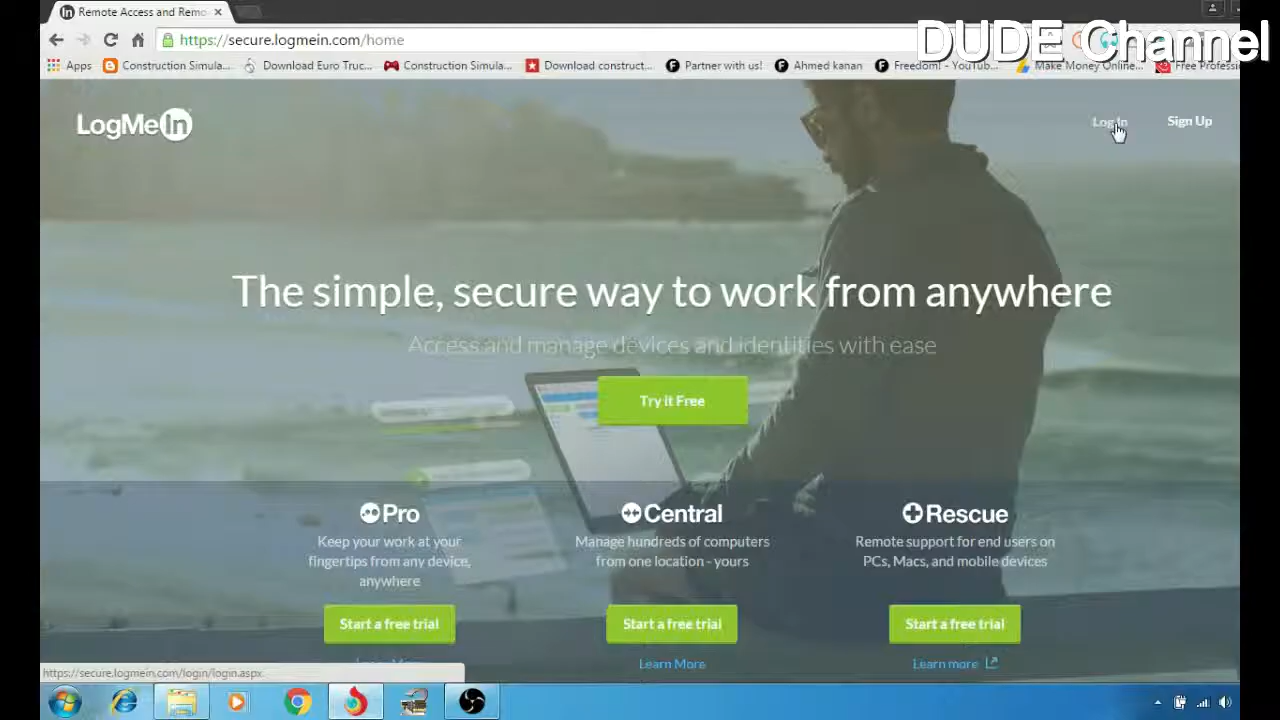 Remote Access and Remo
DUDE Channel
https://secure.logmein.com/home
Apps Construction Simula... Download Euro Truc... Construction Simula... Download construct... Partner with us! Ahmed kanan Freedom! - YouTub... Make Money Online... Free Professi
LogMeIn
Log In Sign Up
The simple, secure way to work from anywhere
Access and manage devices and identities with ease
Try it Free
Pro
Keep your work at your
fingertips from any device,
anywhere
Start a free trial
Central
Manage hundreds of computers
from one location - yours
Start a free trial
Learn More
Rescue
Remote support for end users on
PCs, Macs, and mobile devices
Start a free trial
Learn more
https://secure.logmein.com/login/login.aspx